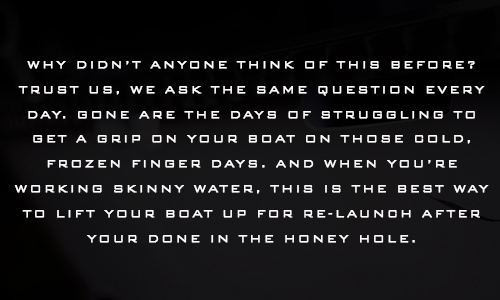 WHY DIDN'T ANYONE THINK OF THIS BEFORE?
TRUST US, WE ASK THE SAME QUESTION EVERY
DAY. GONE ARE THE DAYS OF STRUGGLING TO
GET A GRIP ON YOUR BOAT ON THOSE COLD,
FROZEN FINGER DAYS. AND WHEN YOU'RE
WORKING SKINNY WATER, THIS IS THE BEST WAY
TO LIFT YOUR BOAT UP FOR RE-LAUNCH AFTER
YOUR DONE IN THE HONEY HOLE.